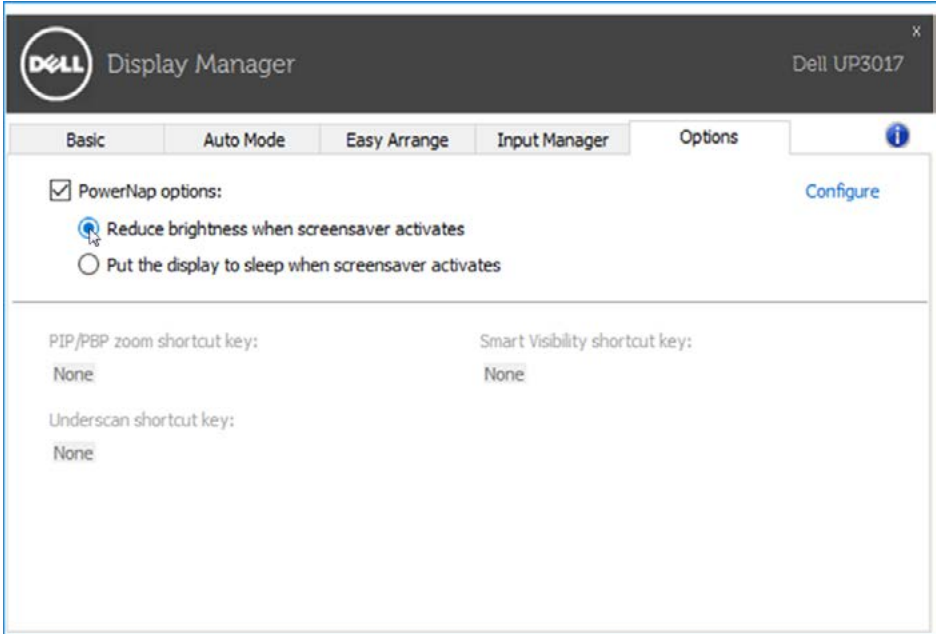 DELL Display Manager
Dell UP3017
x
Basic Auto Mode Easy Arrange Input Manager Options
PowerNap options:
Configure
Reduce brightness when screensaver activates
Put the display to sleep when screensaver activates
PIP/PBP zoom shortcut key:
Smart Visibility shortcut key:
None
None
Underscan shortcut key:
None